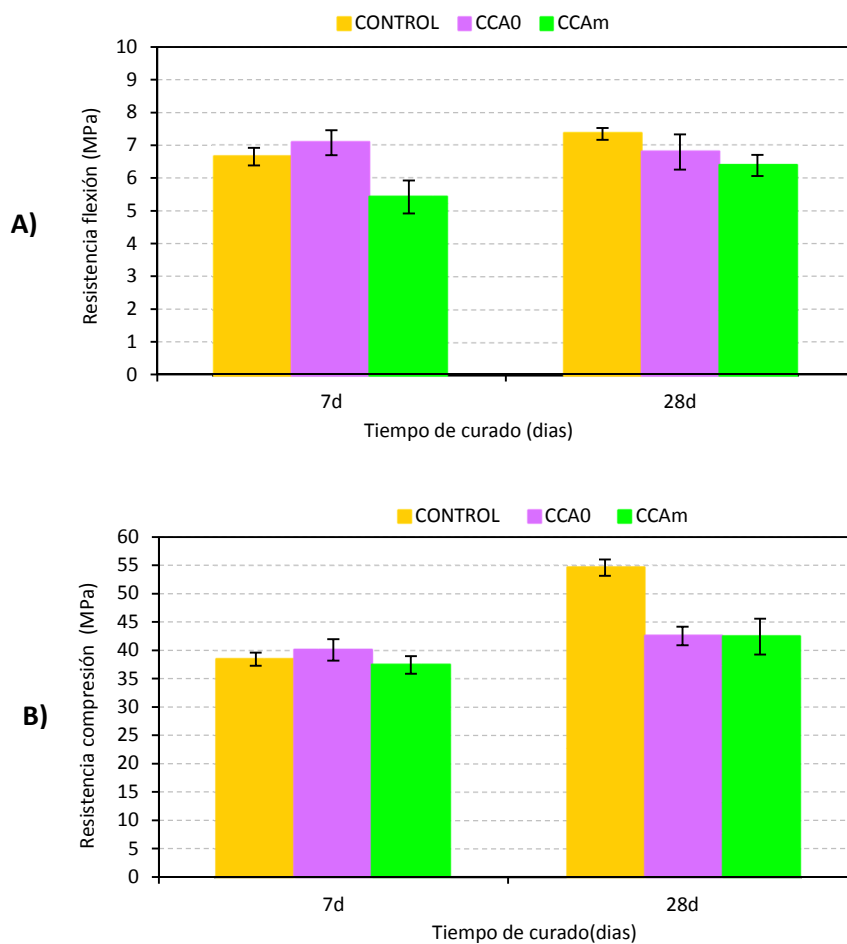 CONTROL CCA0 CCAm
10
9
8
7
6
5
4
3
2
1
0
Resistencia flexión (MPa)
A)
7d 28d
Tiempo de curado (dias)
CONTROL CCA0 CCAm
60
55
50
45
40
35
30
25
20
15
10
5
0
Resistencia compresión (MPa)
B)
7d 28d
Tiempo de curado(dias)